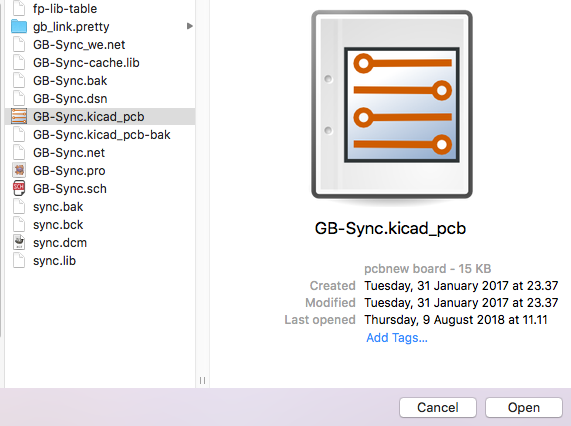 fp-lib-table
gb_link.pretty
GB-Sync_we.net
GB-Sync-cache.lib
GB-Sync.bak
GB-Sync.dsn
GB-Sync.kicad_pcb
GB-Sync.kicad_pcb-bak
GB-Sync.net
GB-Sync.pro
GB-Sync.sch
sync.bak
sync.bck
sync.dcm
sync.lib
GB-Sync.kicad_pcb
pcbnew board - 15 KB
Created Tuesday, 31 January 2017 at 23.37
Modified Tuesday, 31 January 2017 at 23.37
Last opened Thursday, 9 August 2018 at 11.11
Add Tags...
Cancel Open